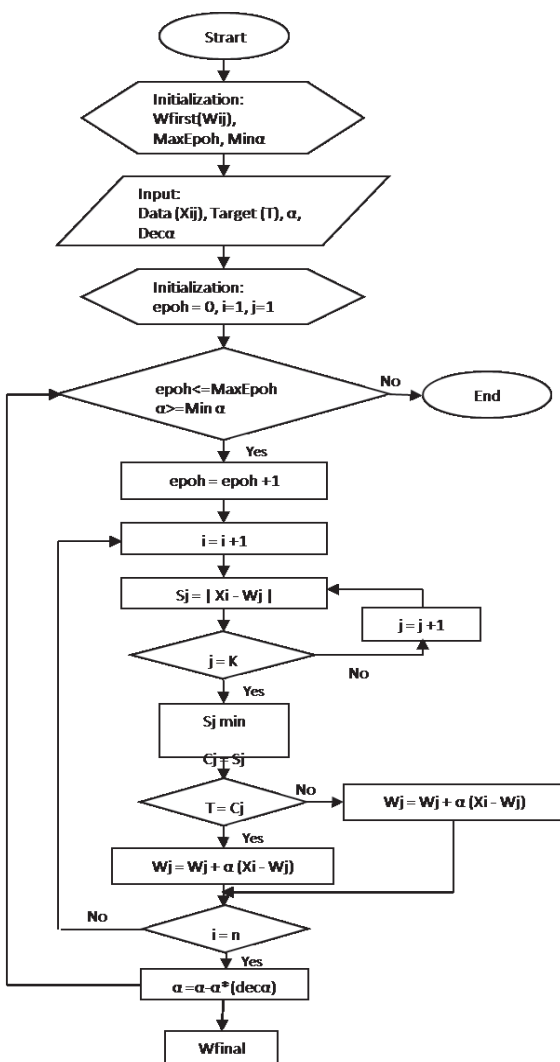 Strart
Initialization:
Wfirst(Wij),
MaxEpoh, Minα
Input:
Data (Xij), Target (T), α,
Decα
Initialization:
epoh = 0, i=1, j=1
epoh<=MaxEpoh
α>=Min α
No
End
Yes
epoh = epoh +1
i = i +1
Sj = | Xi - Wj |
j = j +1
j = K
No
Yes
Sj min
Cj = Sj
T = Cj
No
Wj = Wj + α (Xi - Wj)
Yes
Wj = Wj + α (Xi - Wj)
No
i = n
Yes
α =α-α*(decα)
Wfinal